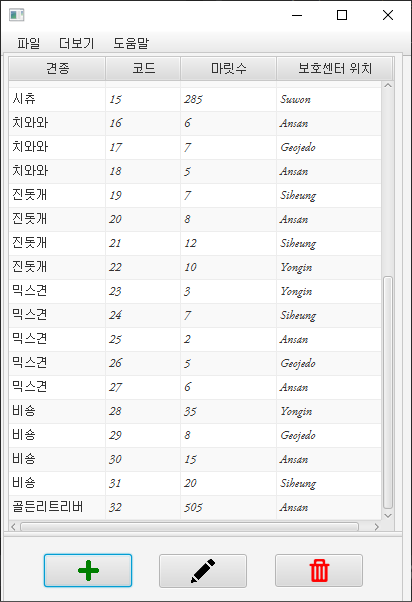 파일 더보기 도움말
견종 코드 마릿수 보호센터 위치
시츄 15 285 Suwon
치와와 16 6 Ansan
치와와 17 7 Geojedo
치와와 18 5 Ansan
진돗개 19 7 Siheung
진돗개 20 8 Ansan
진돗개 21 12 Siheung
진돗개 22 10 Yongin
믹스견 23 3 Yongin
믹스견 24 7 Siheung
믹스견 25 2 Ansan
믹스견 26 5 Geojedo
믹스견 27 6 Ansan
비숑 28 35 Yongin
비숑 29 8 Geojedo
비숑 30 15 Ansan
비숑 31 20 Siheung
골든리트리버 32 505 Ansan